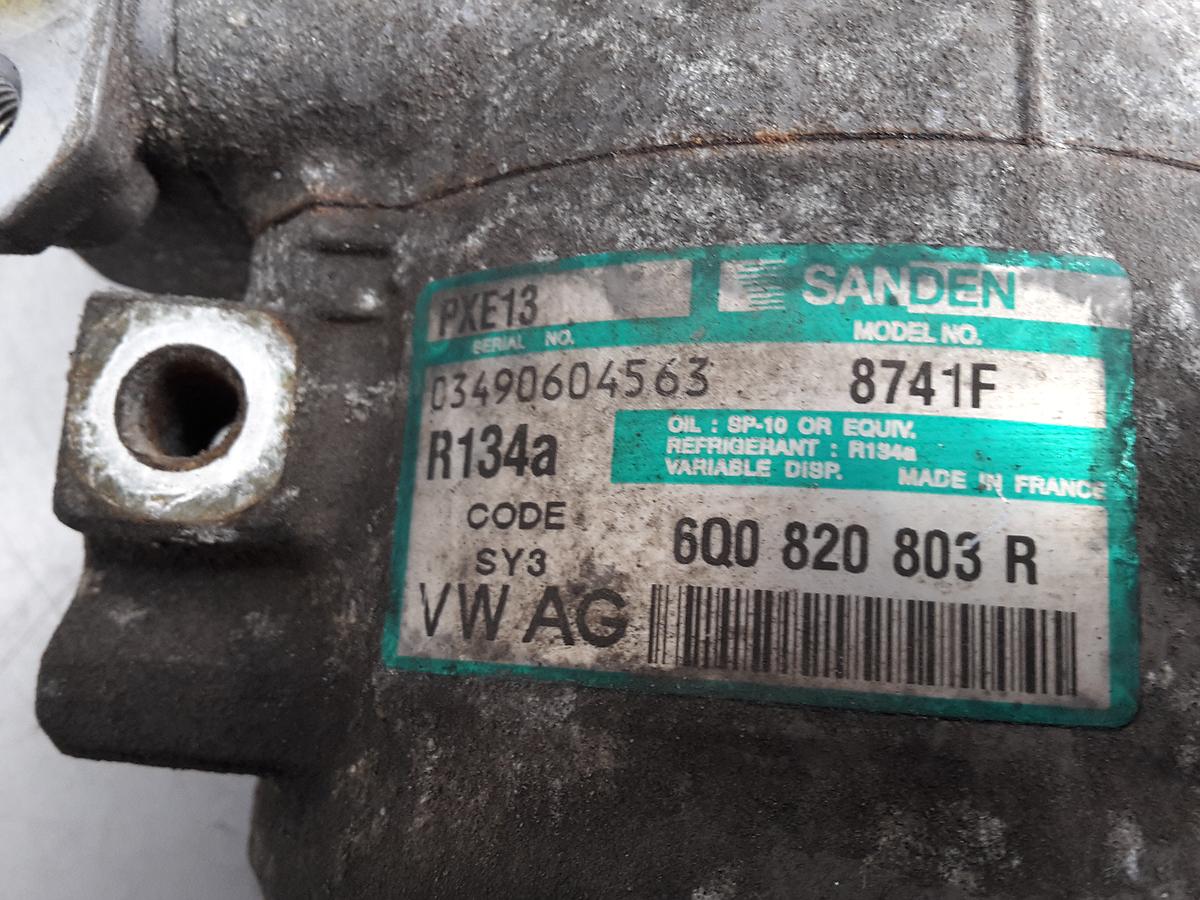 PXE13
SANDEN
SERIAL NO.
MODEL NO.
03490604563
8741F
R134a
OIL : SP-10 OR EQUIV.
REFRIGERANT : R134a
VARIABLE DISP.
MADE IN FRANCE
CODE
SY3
6Q0 820 803 R
VW AG